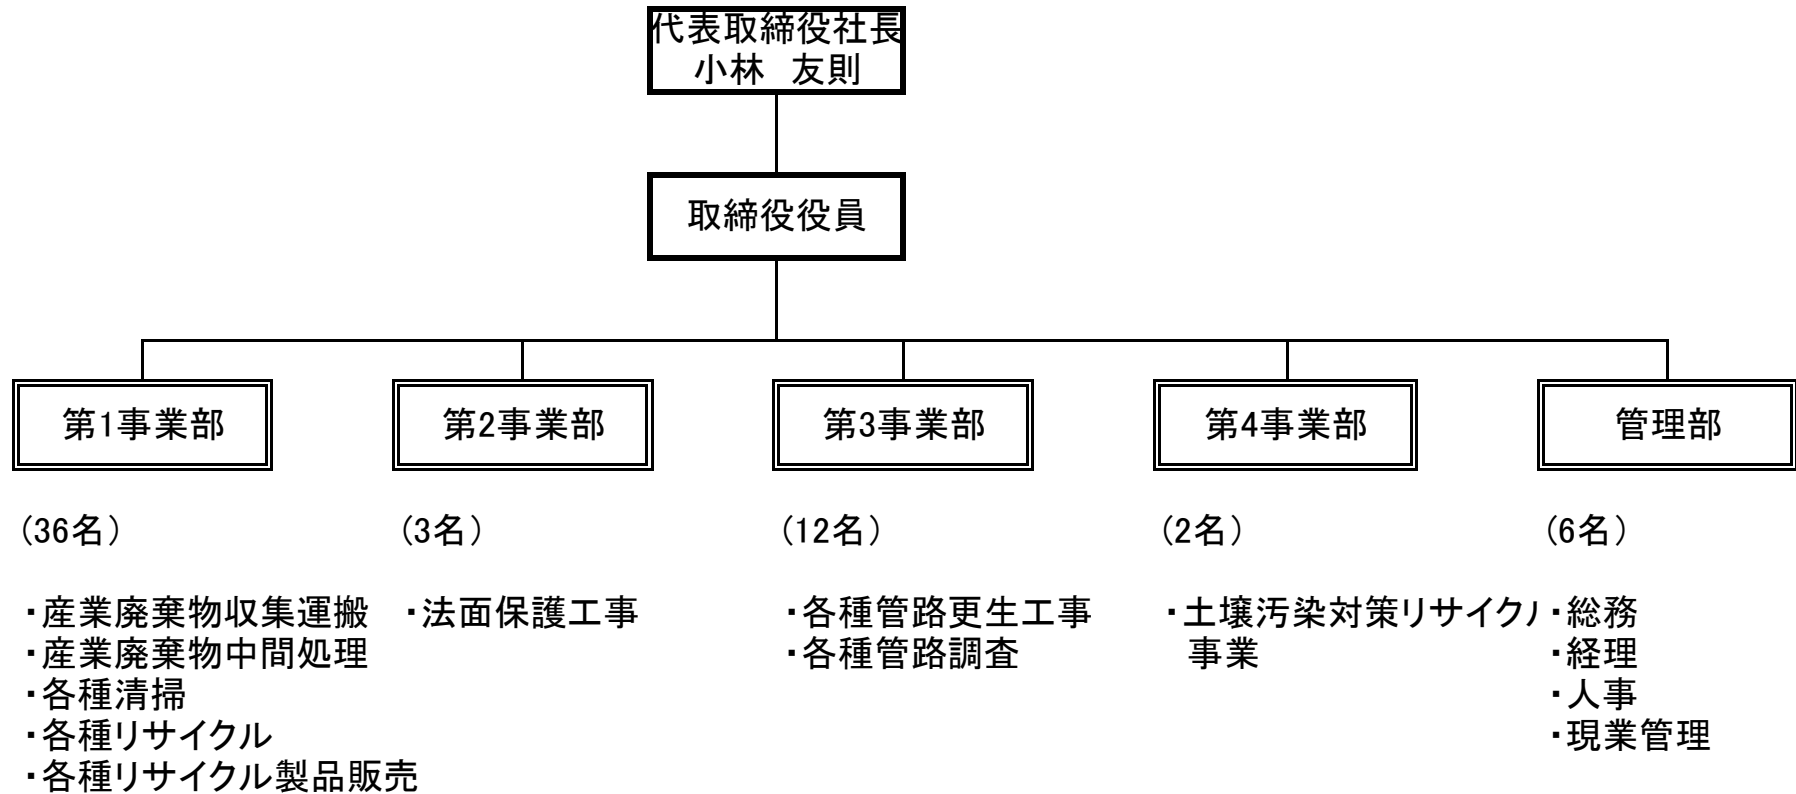 代表取締役社長
小林　友則
取締役役員
第1事業部
第2事業部
第3事業部
第4事業部
管理部
(36名)
(3名)
(12名)
(2名)
(6名)
・産業廃棄物収集運搬
・産業廃棄物中間処理
・各種清掃
・各種リサイクル
・各種リサイクル製品販売
・法面保護工事
・各種管路更生工事
・各種管路調査
・土壌汚染対策リサイクル
事業
・総務
・経理
・人事
・現業管理